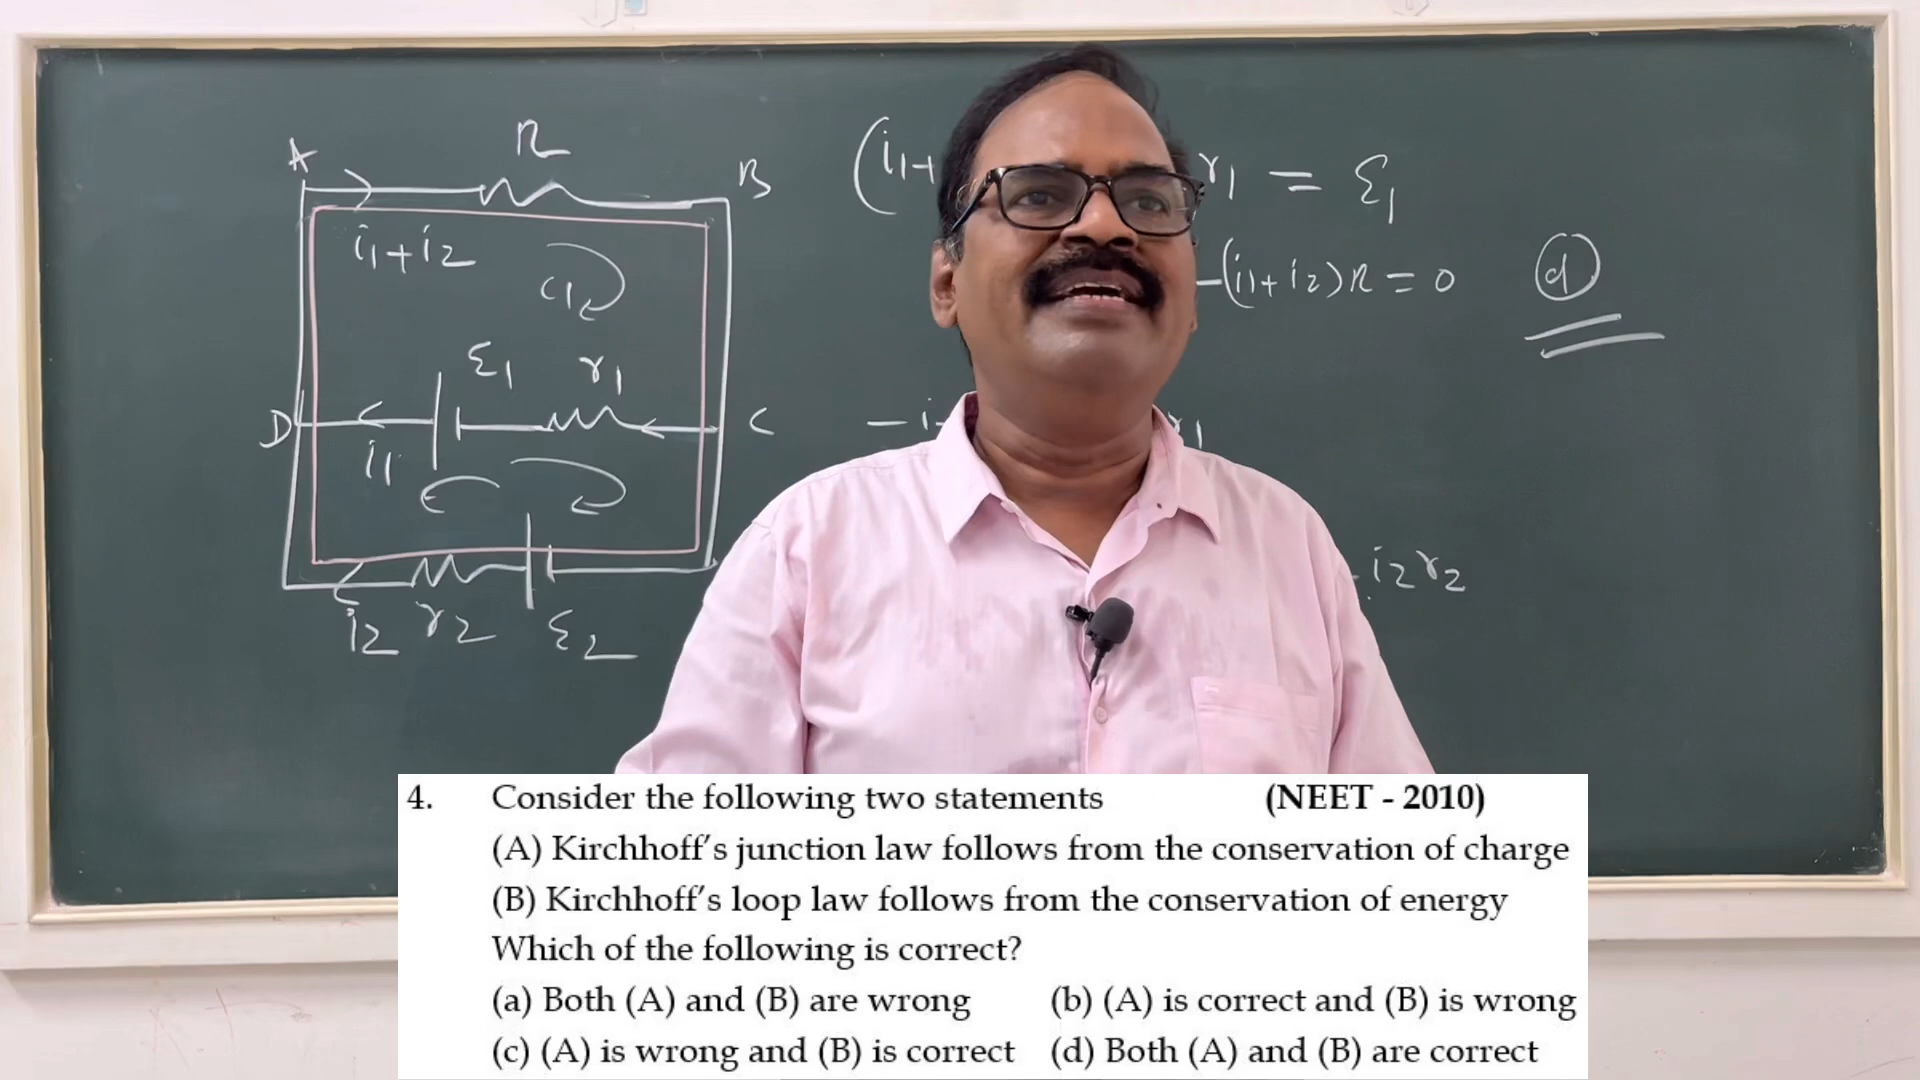 A R B
i1+i2
c1
ε1 r1
D C
i1
i2 r2 ε2
(i1+ r1 = ε1
-(i1+i2)R = 0 (d)
r1
i2r2
4. Consider the following two statements (NEET - 2010)
(A) Kirchhoff's junction law follows from the conservation of charge
(B) Kirchhoff's loop law follows from the conservation of energy
Which of the following is correct?
(a) Both (A) and (B) are wrong (b) (A) is correct and (B) is wrong
(c) (A) is wrong and (B) is correct (d) Both (A) and (B) are correct